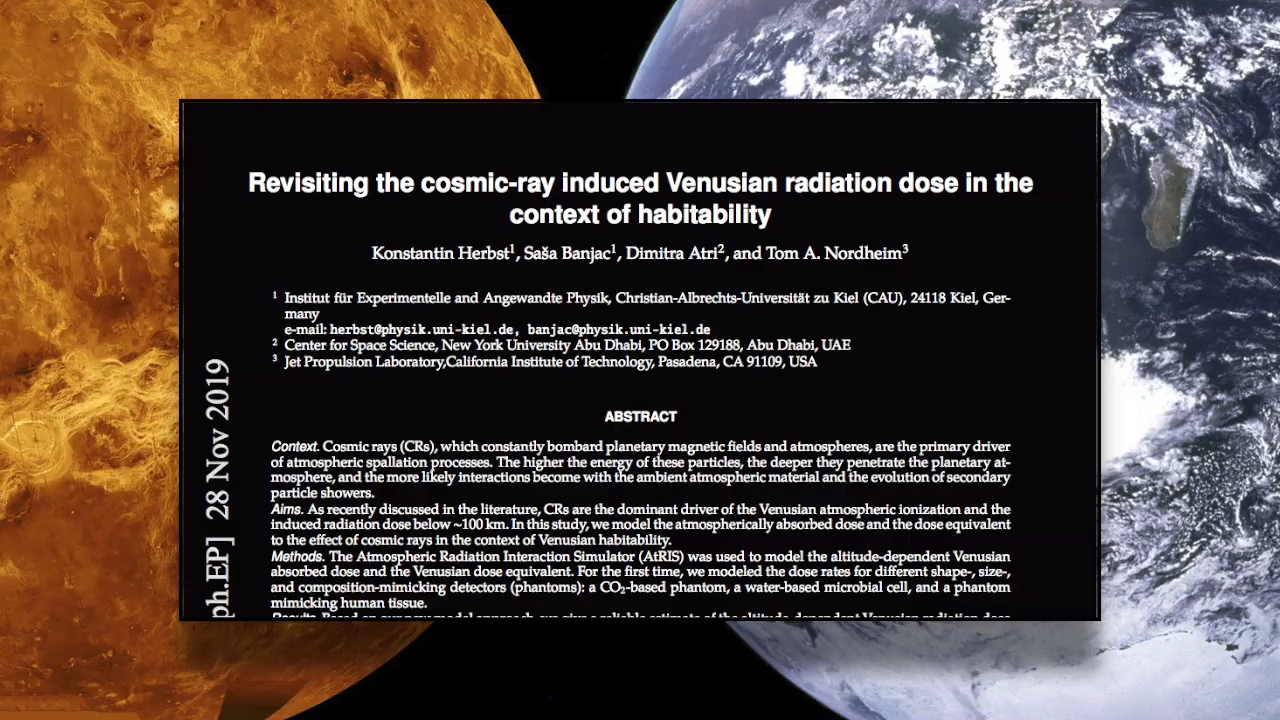 Revisiting the cosmic-ray induced Venusian radiation dose in the
context of habitability
Konstantin Herbst1, Saša Banjac1, Dimitra Atri2, and Tom A. Nordheim3
1 Institut für Experimentelle and Angewandte Physik, Christian-Albrechts-Universität zu Kiel (CAU), 24118 Kiel, Ger-
many
e-mail: herbst@physik.uni-kiel.de, banjac@physik.uni-kiel.de
2 Center for Space Science, New York University Abu Dhabi, PO Box 129188, Abu Dhabi, UAE
3 Jet Propulsion Laboratory,California Institute of Technology, Pasadena, CA 91109, USA
ph.EP] 28 Nov 2019
ABSTRACT
Context. Cosmic rays (CRs), which constantly bombard planetary magnetic fields and atmospheres, are the primary driver
of atmospheric spallation processes. The higher the energy of these particles, the deeper they penetrate the planetary at-
mosphere, and the more likely interactions become with the ambient atmospheric material and the evolution of secondary
particle showers.
Aims. As recently discussed in the literature, CRs are the dominant driver of the Venusian atmospheric ionization and the
induced radiation dose below ~100 km. In this study, we model the atmospherically absorbed dose and the dose equivalent
to the effect of cosmic rays in the context of Venusian habitability.
Methods. The Atmospheric Radiation Interaction Simulator (AtRIS) was used to model the altitude-dependent Venusian
absorbed dose and the Venusian dose equivalent. For the first time, we modeled the dose rates for different shape-, size-,
and composition-mimicking detectors (phantoms): a CO2-based phantom, a water-based microbial cell, and a phantom
mimicking human tissue.